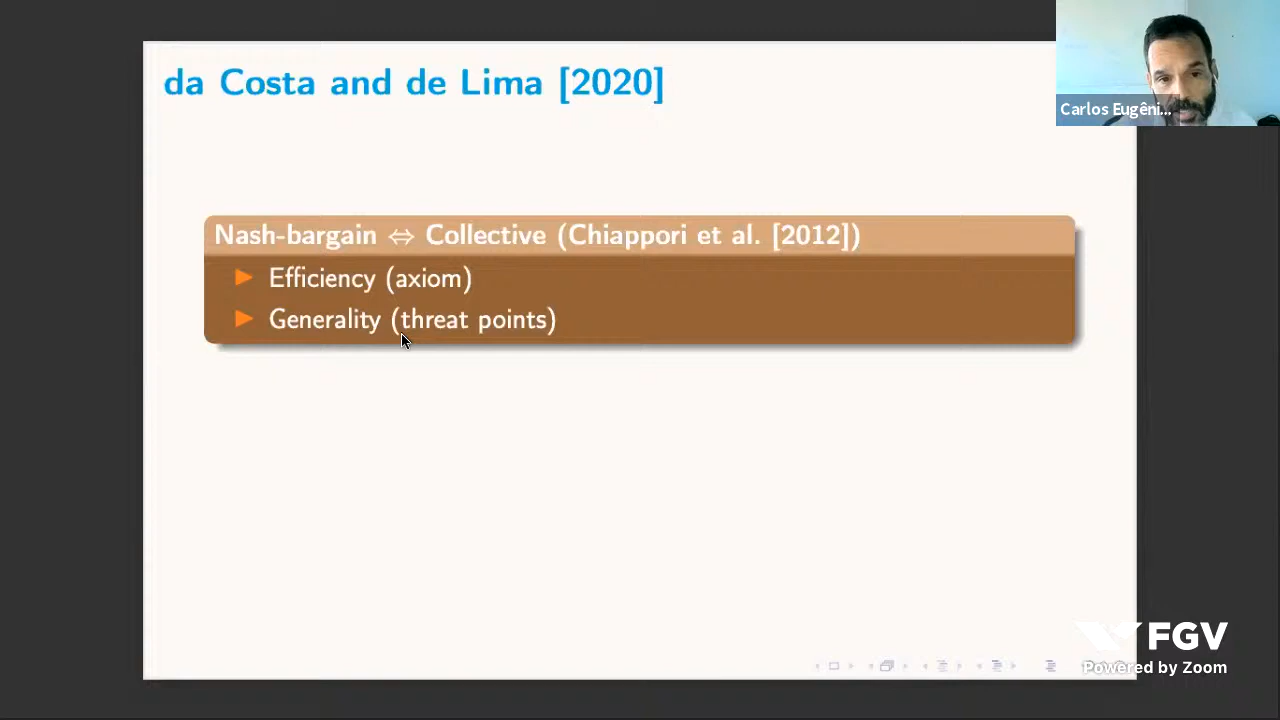 da Costa and de Lima [2020]
Carlos Eugêni...
Nash-bargain ⇔ Collective (Chiappori et al. [2012])
Efficiency (axiom)
Generality (threat points)
FGV
Powered by Zoom